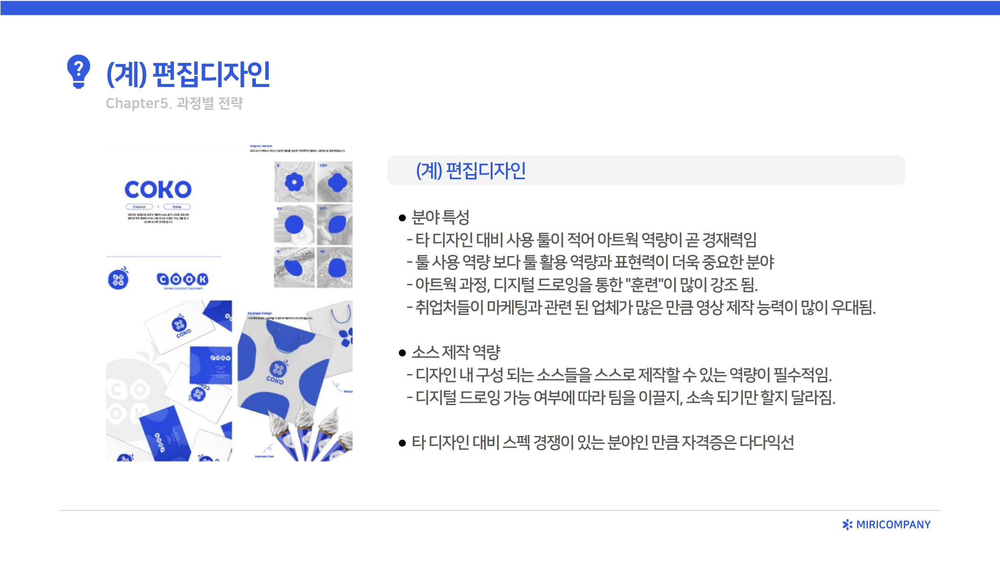 (계) 편집디자인
Chapter5. 과정별 전략
COKO
Coconut + Korea
COOK
korea coconut icecream
COKO
COOK
Package Design
COKO
COKO
COOK
Icecream Corn
(계) 편집디자인
● 분야 특성
- 타 디자인 대비 사용 툴이 적어 아트웍 역량이 곧 경재력임
- 툴 사용 역량 보다 툴 활용 역량과 표현력이 더욱 중요한 분야
- 아트웍 과정, 디지털 드로잉을 통한 "훈련"이 많이 강조 됨.
- 취업처들이 마케팅과 관련 된 업체가 많은 만큼 영상 제작 능력이 많이 우대됨.
● 소스 제작 역량
- 디자인 내 구성 되는 소스들을 스스로 제작할 수 있는 역량이 필수적임.
- 디지털 드로잉 가능 여부에 따라 팀을 이끌지, 소속 되기만 할지 달라짐.
● 타 디자인 대비 스펙 경쟁이 있는 분야인 만큼 자격증은 다다익선
MIRICOMPANY